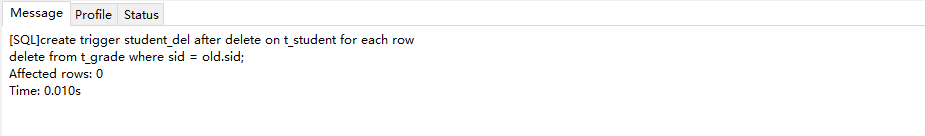 Message Profile Status
[SQL]create trigger student_del after delete on t_student for each row
delete from t_grade where sid = old.sid;
Affected rows: 0
Time: 0.010s